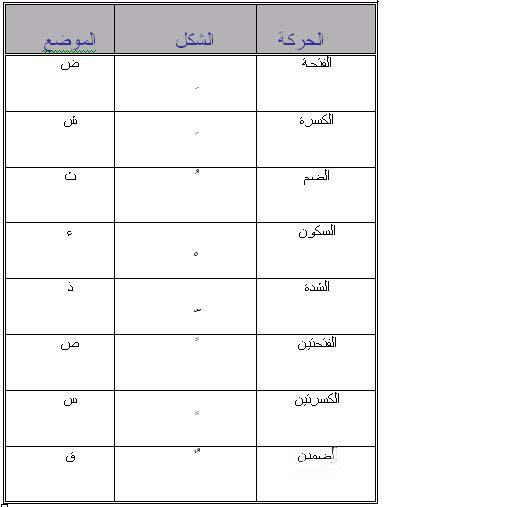 الحركة الشكل الموضع
الفتحة َ ض
الكسرة ِ ش
الضم ُ ث
السكون ْ ء
الشدة ّ ذ
الفتحتين ً ص
الكسرتين ٍ س
الضمتين ٌ ق